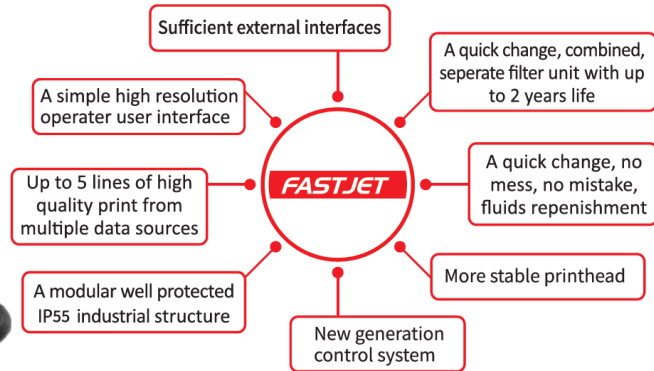 Sufficient external interfaces
A quick change, combined,
seperate filter unit with up
to 2 years life
A simple high resolution
operater user interface
FASTJET
Up to 5 lines of high
quality print from
multiple data sources
A quick change, no
mess, no mistake,
fluids repenishment
A modular well protected
IP55 industrial structure
More stable printhead
New generation
control system